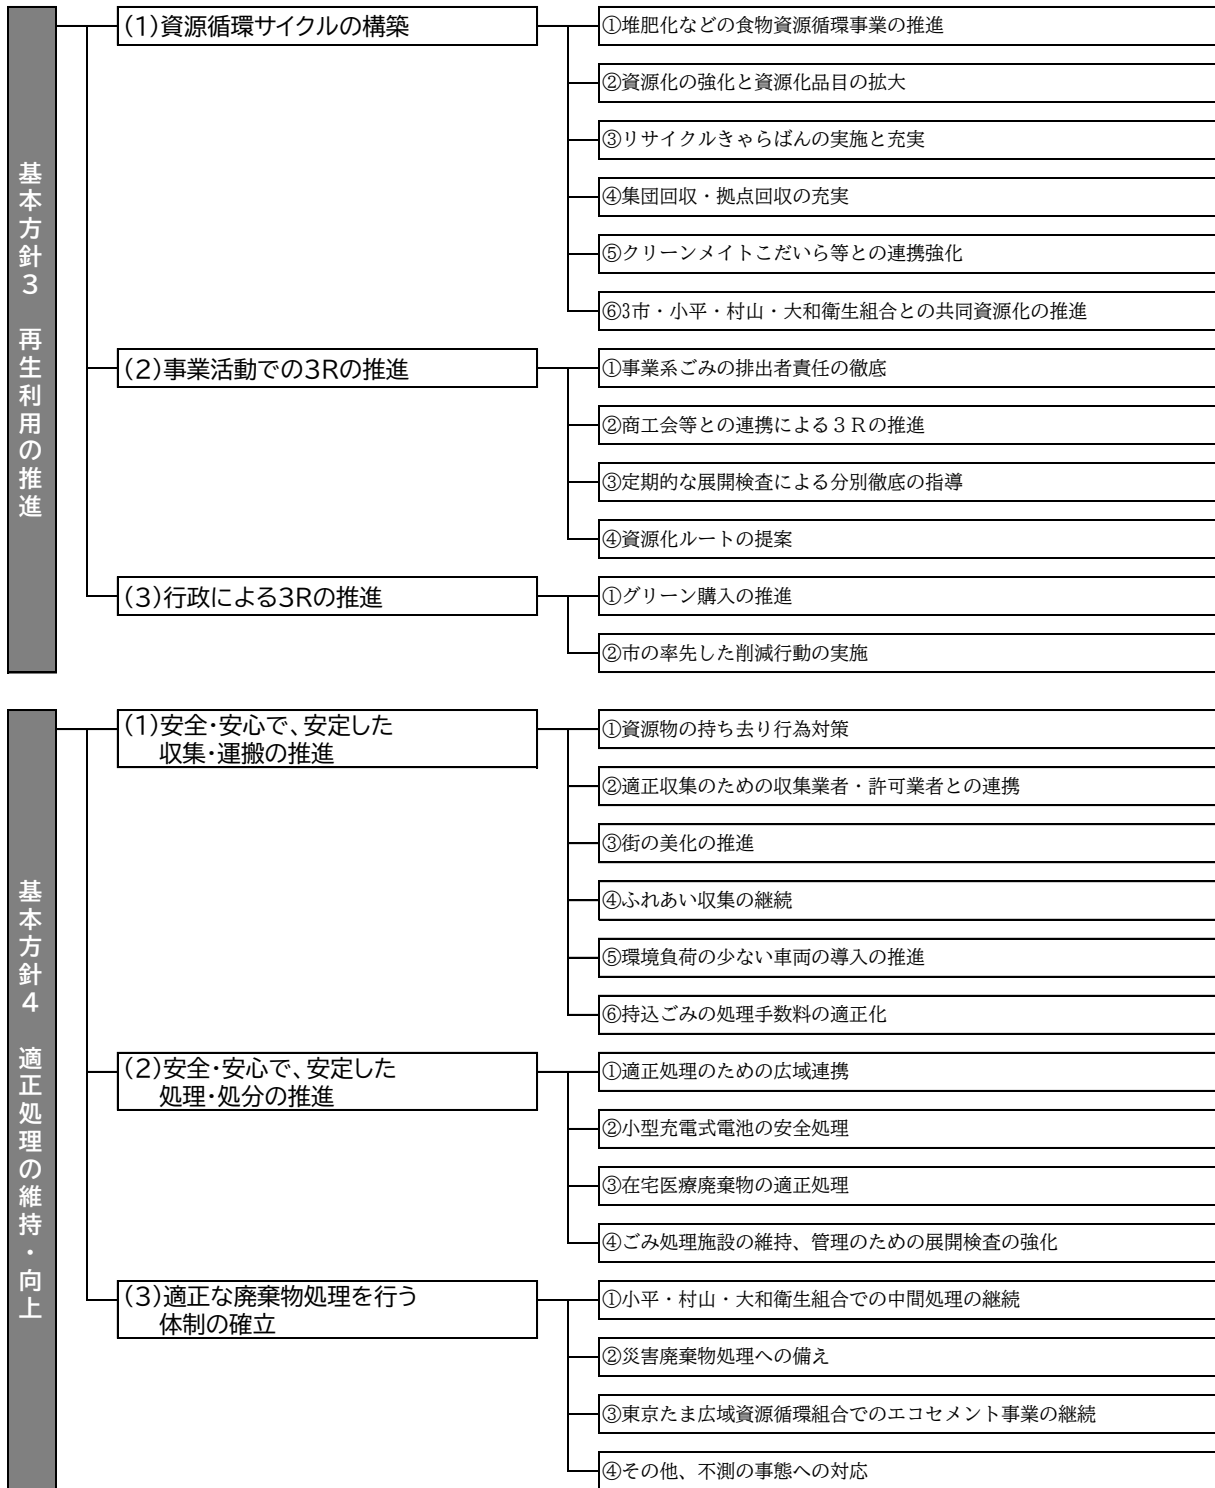 基本方針3　再生利用の推進
(1)資源循環サイクルの構築
①堆肥化などの食物資源循環事業の推進
②資源化の強化と資源化品目の拡大
③リサイクルきゃらばんの実施と充実
④集団回収・拠点回収の充実
⑤クリーンメイトこだいら等との連携強化
⑥3市・小平・村山・大和衛生組合との共同資源化の推進
(2)事業活動での3Rの推進
①事業系ごみの排出者責任の徹底
②商工会等との連携による３Ｒの推進
③定期的な展開検査による分別徹底の指導
④資源化ルートの提案
(3)行政による3Rの推進
①グリーン購入の推進
②市の率先した削減行動の実施
基本方針4　適正処理の維持・向上
(1)安全・安心で、安定した
収集・運搬の推進
①資源物の持ち去り行為対策
②適正収集のための収集業者・許可業者との連携
③街の美化の推進
④ふれあい収集の継続
⑤環境負荷の少ない車両の導入の推進
⑥持込ごみの処理手数料の適正化
(2)安全・安心で、安定した
処理・処分の推進
①適正処理のための広域連携
②小型充電式電池の安全処理
③在宅医療廃棄物の適正処理
④ごみ処理施設の維持、管理のための展開検査の強化
(3)適正な廃棄物処理を行う
体制の確立
①小平・村山・大和衛生組合での中間処理の継続
②災害廃棄物処理への備え
③東京たま広域資源循環組合でのエコセメント事業の継続
④その他、不測の事態への対応